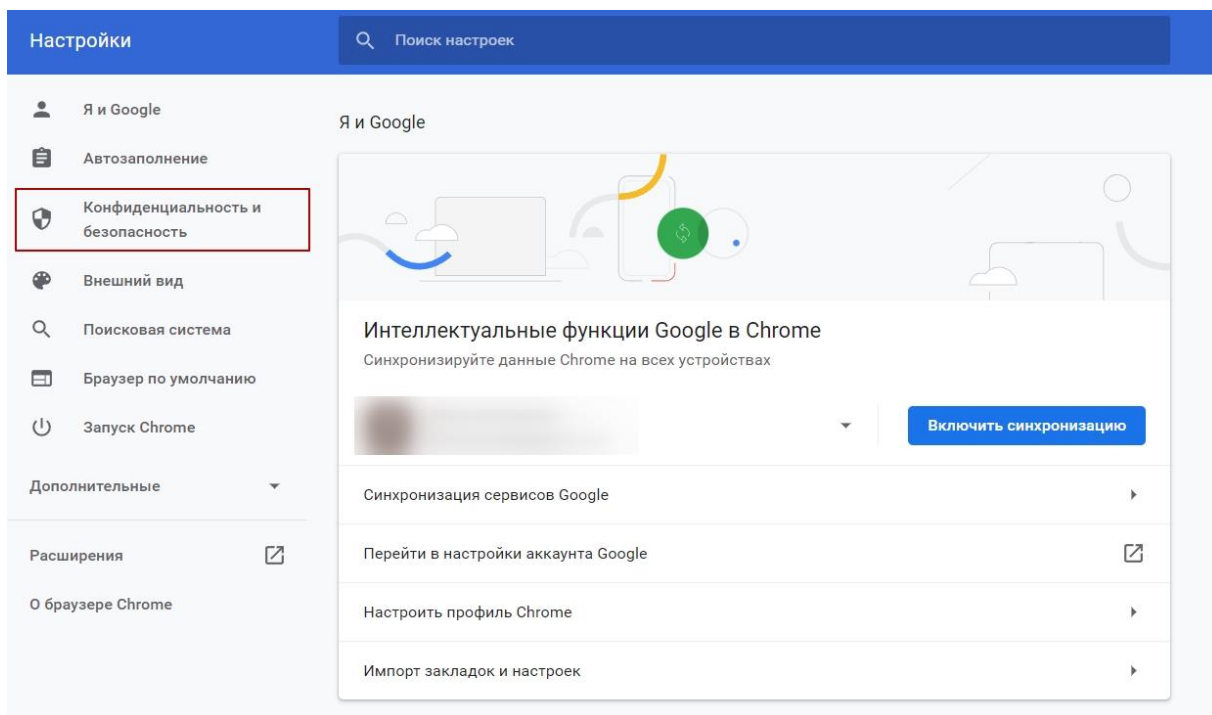 Настройки
Поиск настроек
Я и Google
Автозаполнение
Конфиденциальность и
безопасность
Внешний вид
Поисковая система
Браузер по умолчанию
Запуск Chrome
Дополнительные
Расширения
О браузере Chrome
Я и Google
Интеллектуальные функции Google в Chrome
Синхронизируйте данные Chrome на всех устройствах
Включить синхронизацию
Синхронизация сервисов Google
Перейти в настройки аккаунта Google
Настроить профиль Chrome
Импорт закладок и настроек